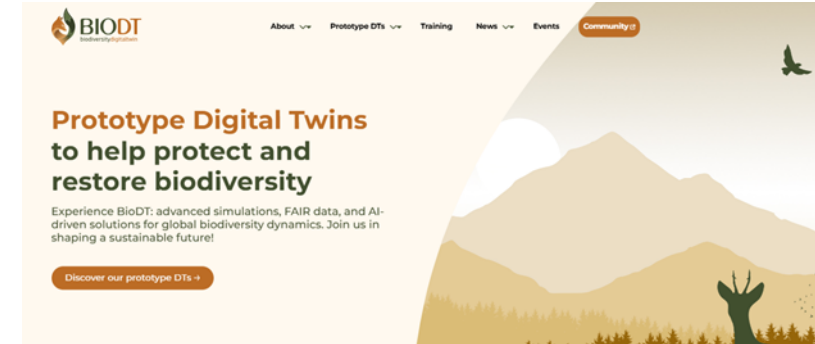 BIODT
biodiversitydigitaltwin
About
Prototype DTs
Training
News
Events
Community
Prototype Digital Twins
to help protect and
restore biodiversity
Experience BioDT: advanced simulations, FAIR data, and AI-
driven solutions for global biodiversity dynamics. Join us in
shaping a sustainable future!
Discover our prototype DTs →